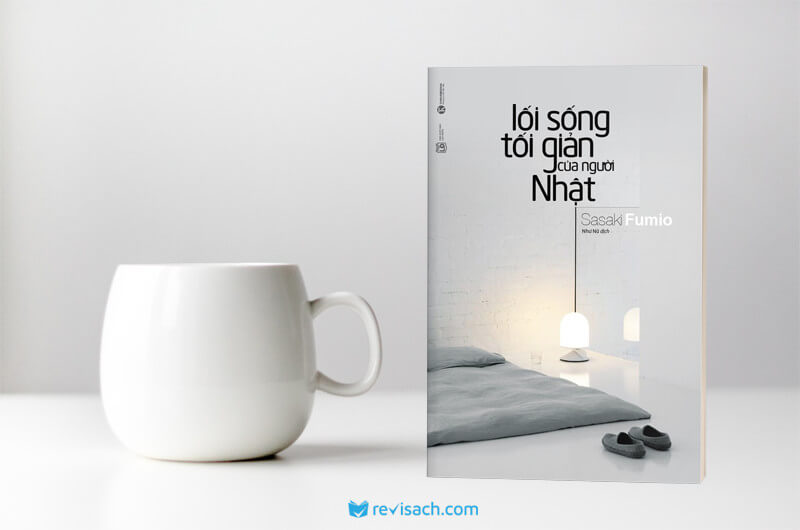 lối sống
tối giản
của người
Nhật
Sasaki Fumio
Như Nữ dịch
revisach.com